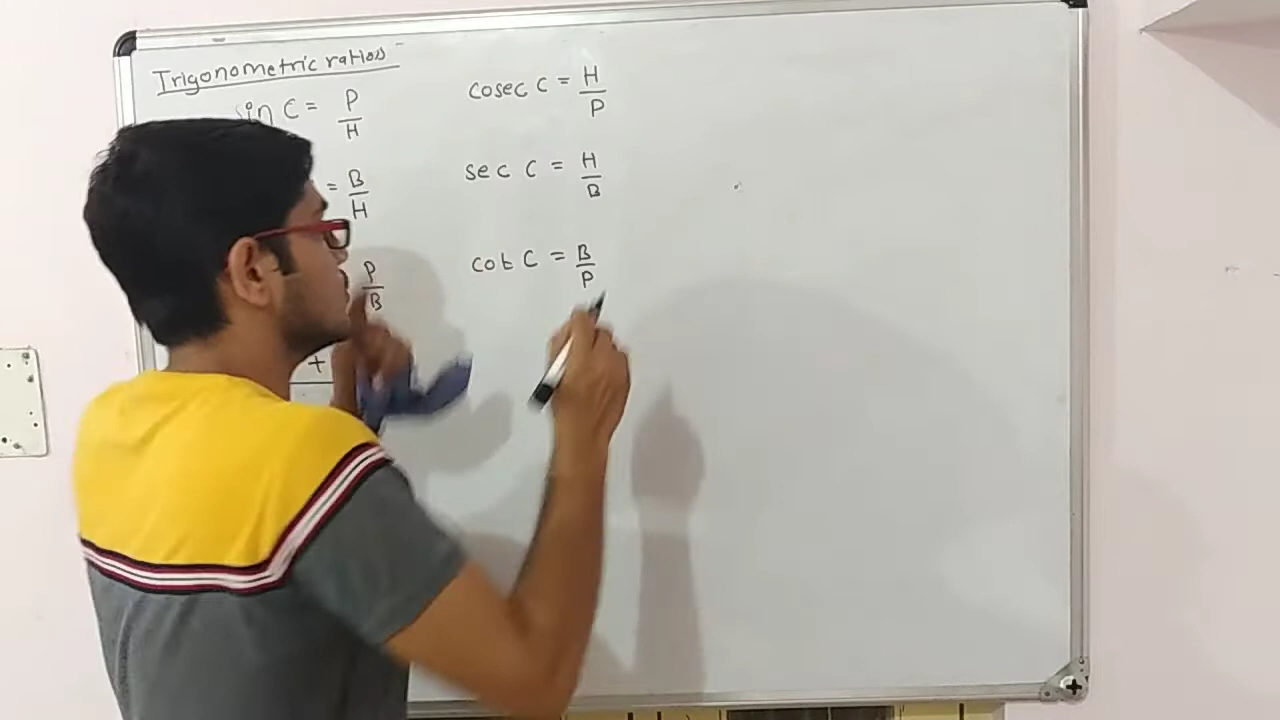 Trigonometric ratios
sin C = P/H
= B/H
P/B
+
cosec C = H/P
sec C = H/B
cot C = B/P